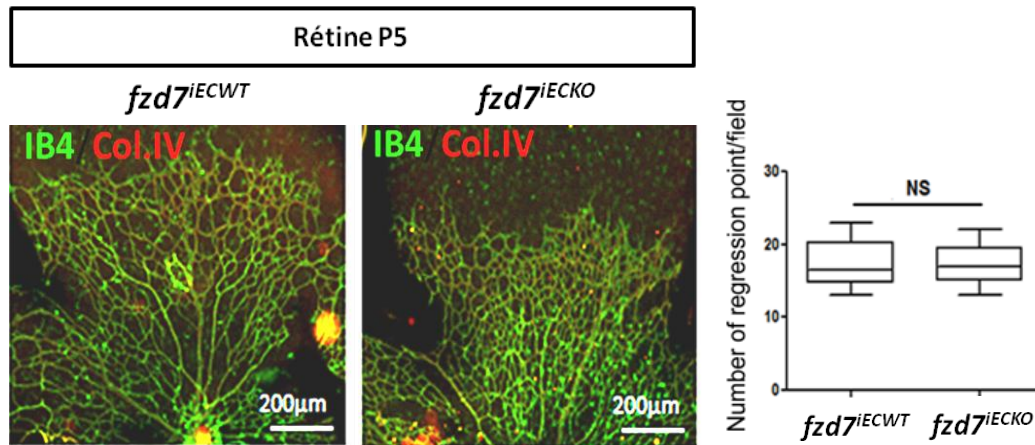 Rétine P5
fzd7iECWT
fzd7iECKO
IB4 / Col.IV
IB4 / Col.IV
200µm
200µm
Number of regression point/field
30
20
10
0
NS
fzd7iECWT
fzd7iECKO